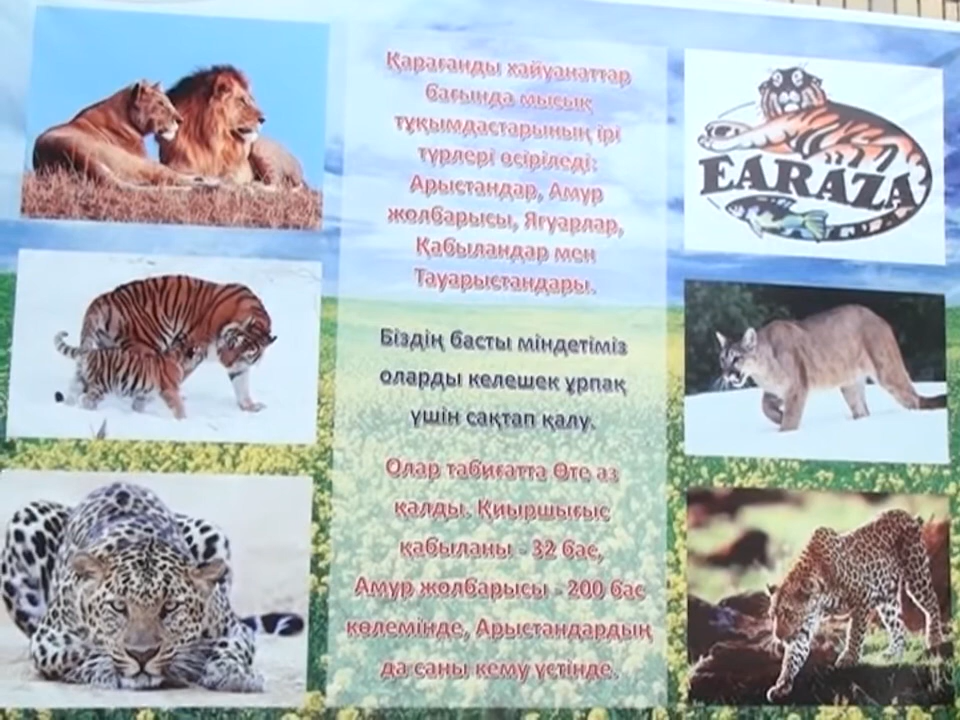 Қарағанды хайуанаттар
бағында мысық
тұқымдастарының ірі
түрлері өсіріледі:
Арыстандар, Амур
жолбарысы, Ягуарлар,
Қабыландар мен
Тауарыстандары.
Біздің басты міндетіміз
оларды келешек ұрпақ
үшін сақтап қалу.
Олар табиғатта Өте аз
қалды. Қиыршығыс
қабыланы - 32 бас,
Амур жолбарысы - 200 бас
көлемінде, Арыстандардың
да саны кему үстінде.
EARAZA